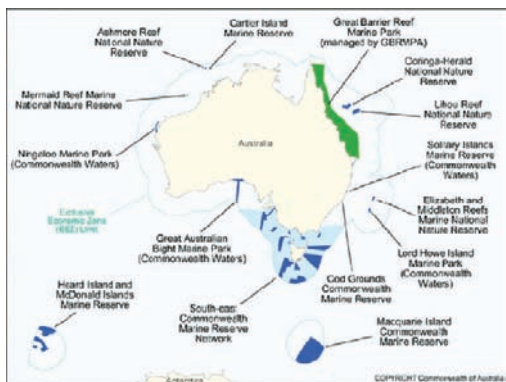 Ashmore Reef
National Nature
Reserve
Cartier Island
Marine Reserve
Great Barrier Reef
Marine Park
(managed by GBRMPA)
Coringa-Herald
National Nature
Reserve
Mermaid Reef Marine
National Nature Reserve
Lihou Reef
National Nature
Reserve
Ningaloo Marine Park
(Commonwealth Waters)
Australia
Solitary Islands
Marine Reserve
(Commonwealth
Waters)
Exclusive
Economic Zone
(EEZ) Limit
Elizabeth and
Middleton Reefs
Marine National
Nature Reserve
Great Australian
Bight Marine Park
(Commonwealth Waters)
Lord Howe Island
Marine Park
(Commonwealth
Waters)
Cod Grounds
Commonwealth
Marine Reserve
Heard Island and
McDonald Islands
Marine Reserve
South-east
Commonwealth
Marine Reserve
Network
Macquarie Island
Commonwealth
Marine Reserve
Antarctica
COPYRIGHT Commonwealth of Australia